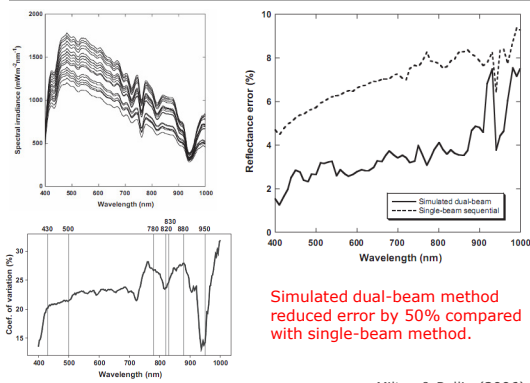 2000
1500
1000
500
0
Spectral irradiance (mWm-2nm-1)
400 500 600 700 800 900 1000
Wavelength (nm)
10
8
6
4
2
0
Reflectance error (%)
Simulated dual-beam
Single-beam sequential
400 500 600 700 800 900 1000
Wavelength (nm)
430 500 780 820 830 880 950
30
25
20
15
Coef. of variation (%)
400 500 600 700 800 900 1000
Wavelength (nm)
Simulated dual-beam method
reduced error by 50% compared
with single-beam method.